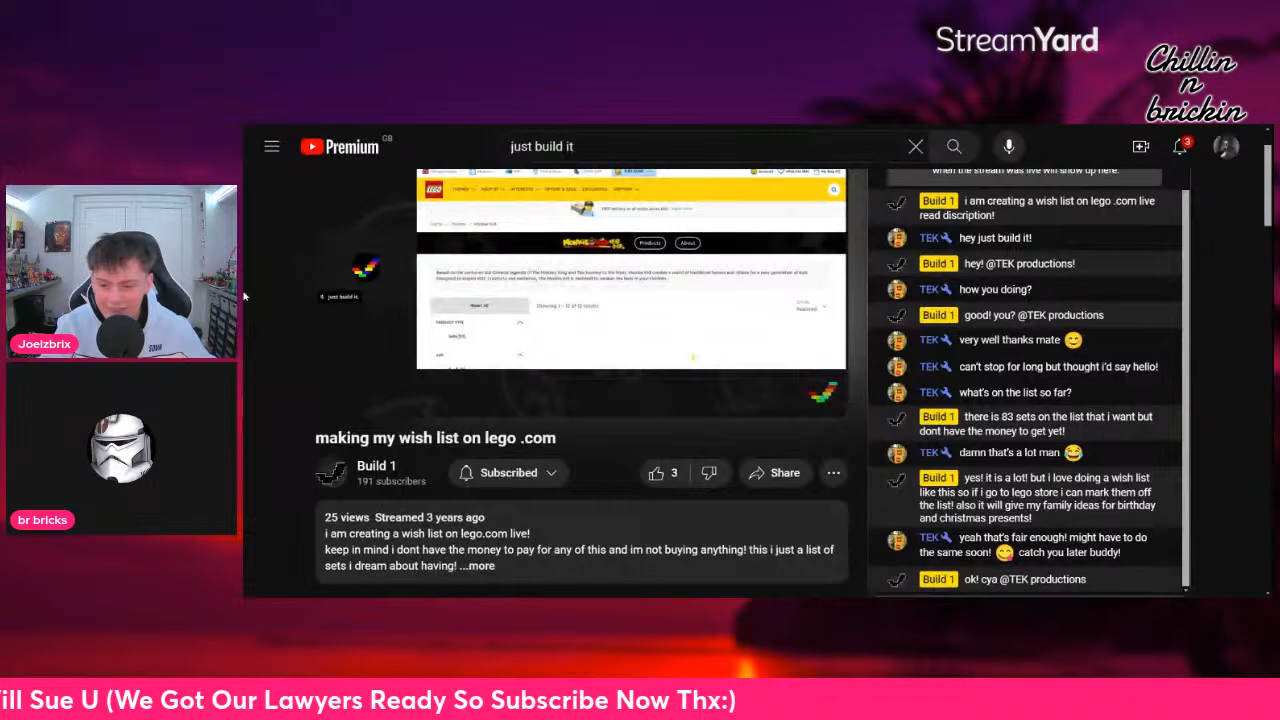 StreamYard
Chillin
n
brickin
Premium
GB
just build it
3
when the stream was live will show up here.
Build 1 i am creating a wish list on lego .com live
read discription!
TEK hey just build it!
Build 1 hey! @TEK productions!
TEK how you doing?
Build 1 good! you? @TEK productions
TEK very well thanks mate 😊
TEK can't stop for long but thought i'd say hello!
TEK what's on the list so far?
Build 1 there is 83 sets on the list that i want but
dont have the money to get yet!
TEK damn that's a lot man 😂
Build 1 yes! it is a lot! but i love doing a wish list
like this so if i go to lego store i can mark them off
the list! also it will give my family ideas for birthday
and christmas presents!
TEK yeah that's fair enough! might have to do
the same soon! 😋 catch you later buddy!
Build 1 ok! cya @TEK productions
LEGO
Products
About
just build it.
making my wish list on lego .com
Build 1
191 subscribers
Subscribed
3
Share
25 views Streamed 3 years ago
i am creating a wish list on lego.com live!
keep in mind i dont have the money to pay for any of this and im not buying anything! this i just a list of
sets i dream about having! ...more
Joelzbrix
br bricks
ill Sue U (We Got Our Lawyers Ready So Subscribe Now Thx:)